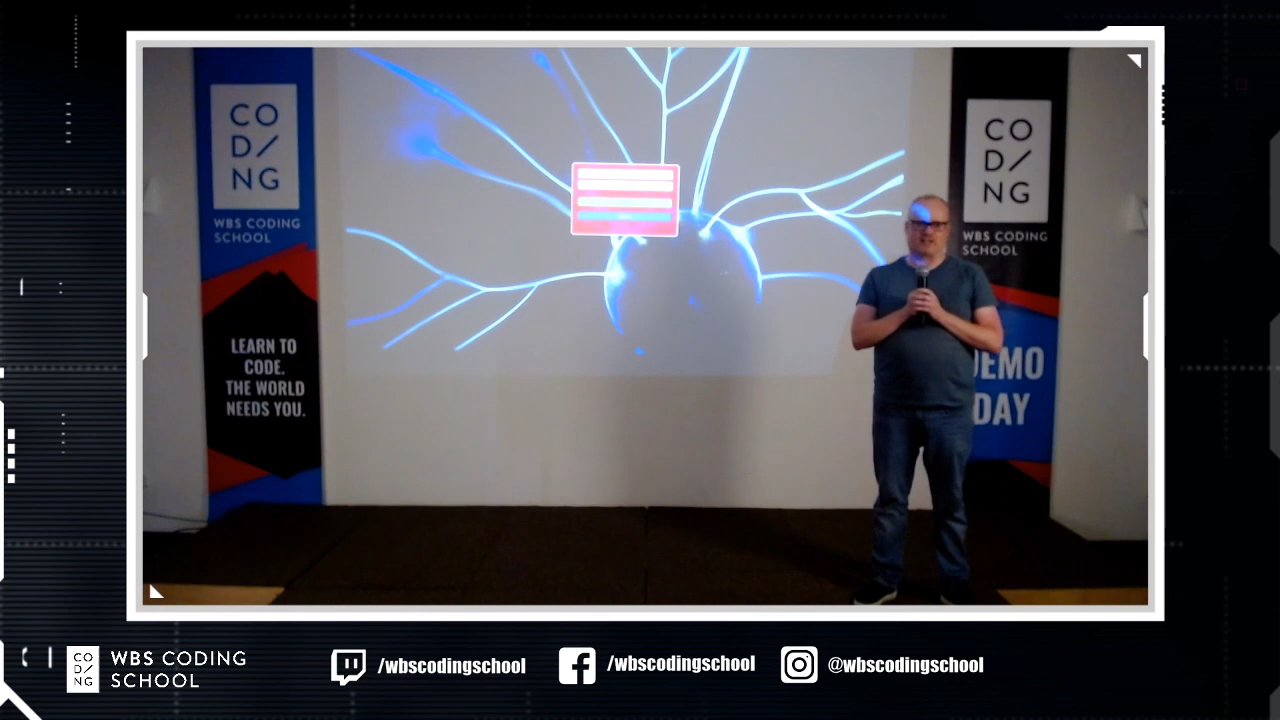 CO
D/
NG
WBS CODING
SCHOOL
LEARN TO
CODE.
THE WORLD
NEEDS YOU.
CO
D/
NG
WBS CODING
SCHOOL
DEMO
DAY
CO
D/
NG
WBS CODING
SCHOOL
/wbscodingschool
/wbscodingschool
@wbscodingschool